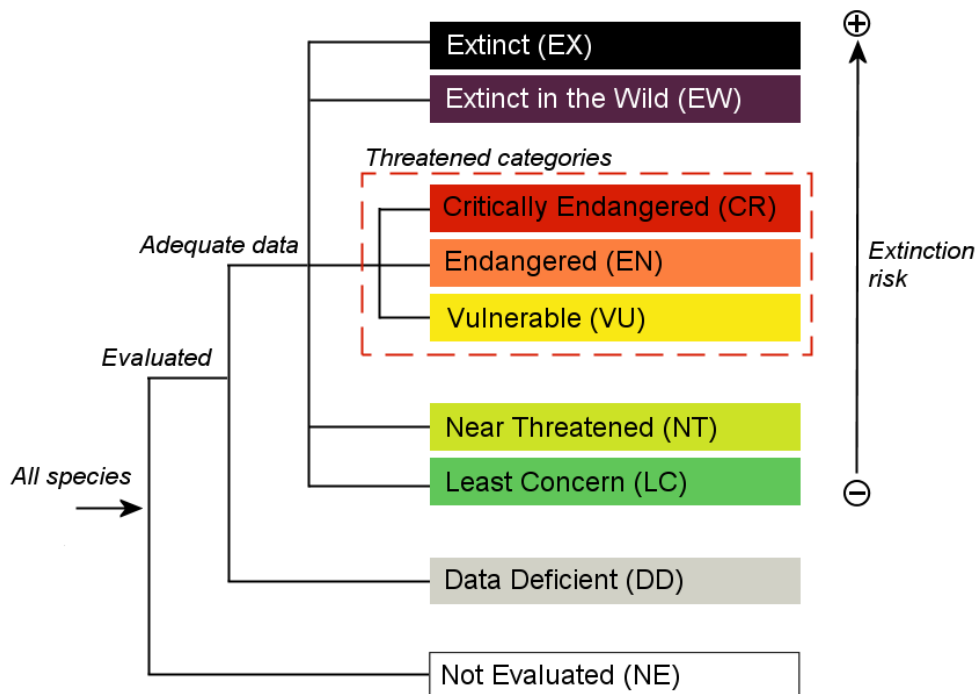 Extinct (EX)
Extinct in the Wild (EW)
Threatened categories
Critically Endangered (CR)
Adequate data
Endangered (EN)
Extinction
risk
Vulnerable (VU)
Evaluated
Near Threatened (NT)
All species
Least Concern (LC)
Data Deficient (DD)
Not Evaluated (NE)